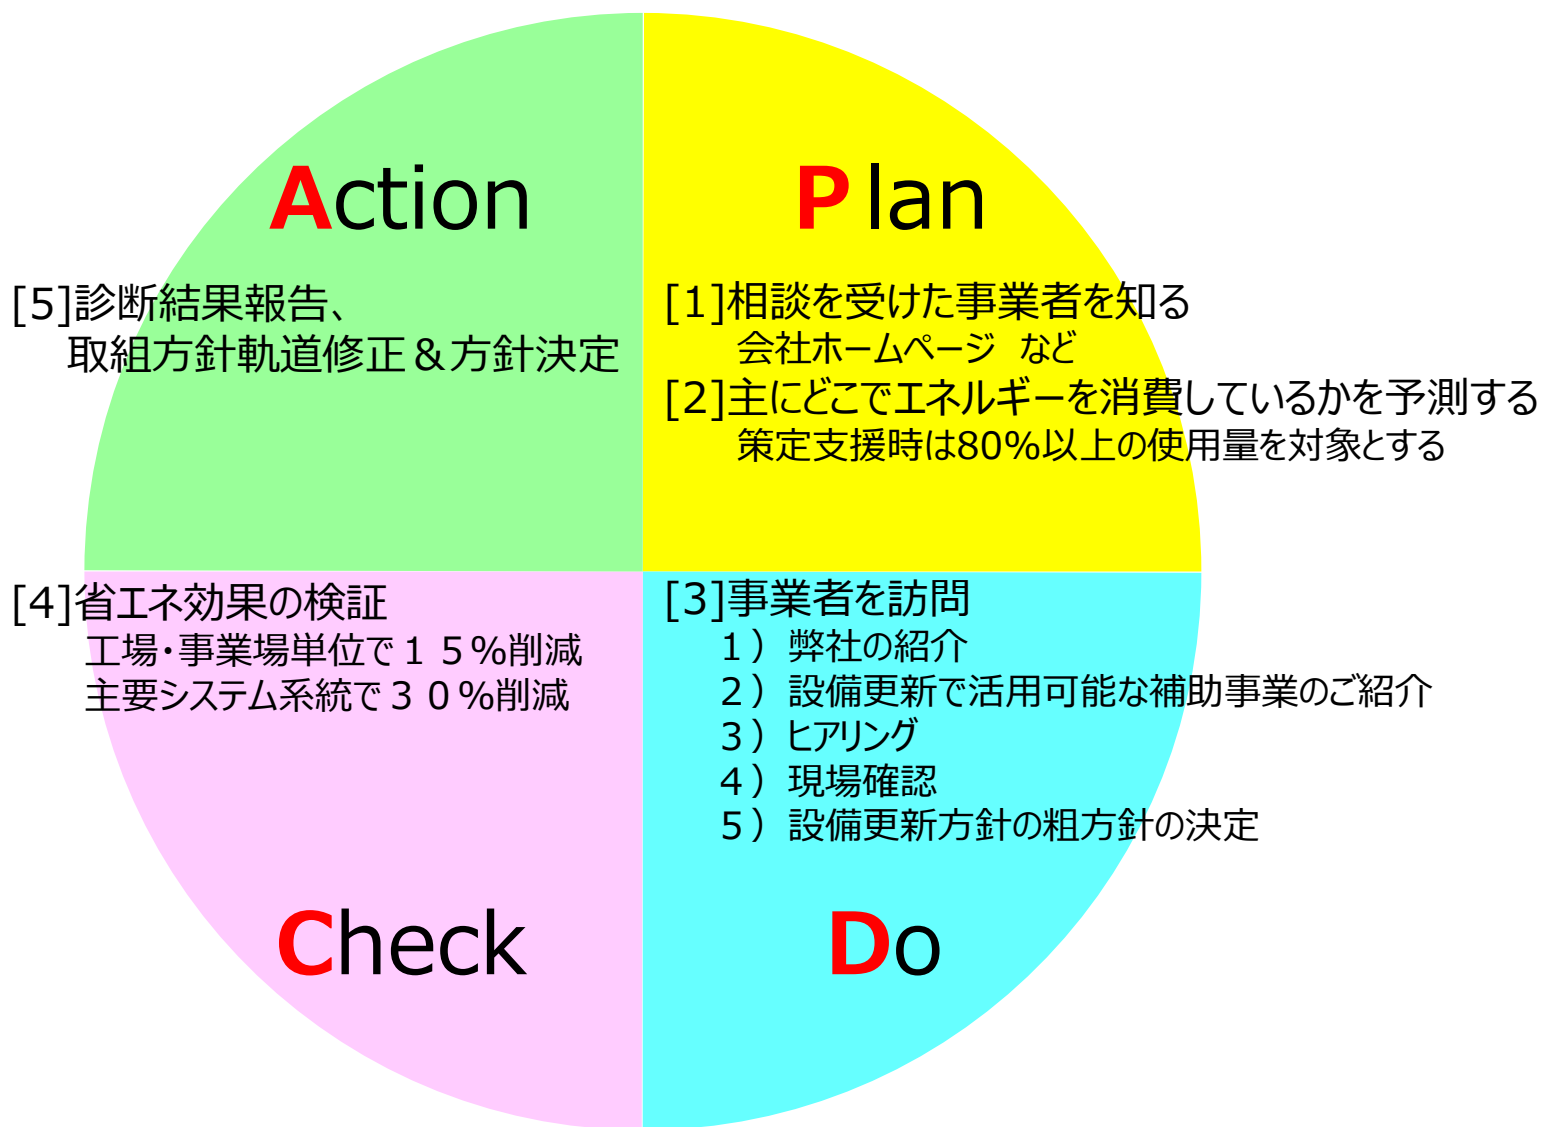 Action
[5]診断結果報告、
取組方針軌道修正＆方針決定
Plan
[1]相談を受けた事業者を知る
会社ホームページ　など
[2]主にどこでエネルギーを消費しているかを予測する
策定支援時は80%以上の使用量を対象とする
[3]事業者を訪問
１）弊社の紹介
２）設備更新で活用可能な補助事業のご紹介
３）ヒアリング
４）現場確認
５）設備更新方針の粗方針の決定
Do
[4]省エネ効果の検証
工場・事業場単位で１５％削減
主要システム系統で３０％削減
Check